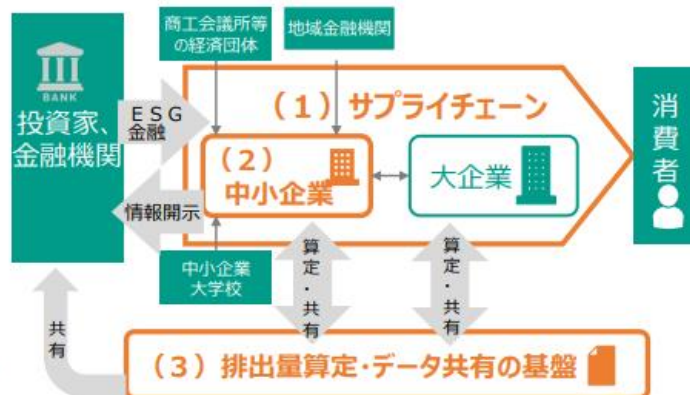 商工会議所等
の経済団体
地域金融機関
BANK
投資家、
金融機関
ＥＳＧ
金融
情報開示
（１）サプライチェーン
（２）
中小企業
大企業
消費者
中小企業
大学校
算定・共有
算定・共有
共有
（３）排出量算定・データ共有の基盤